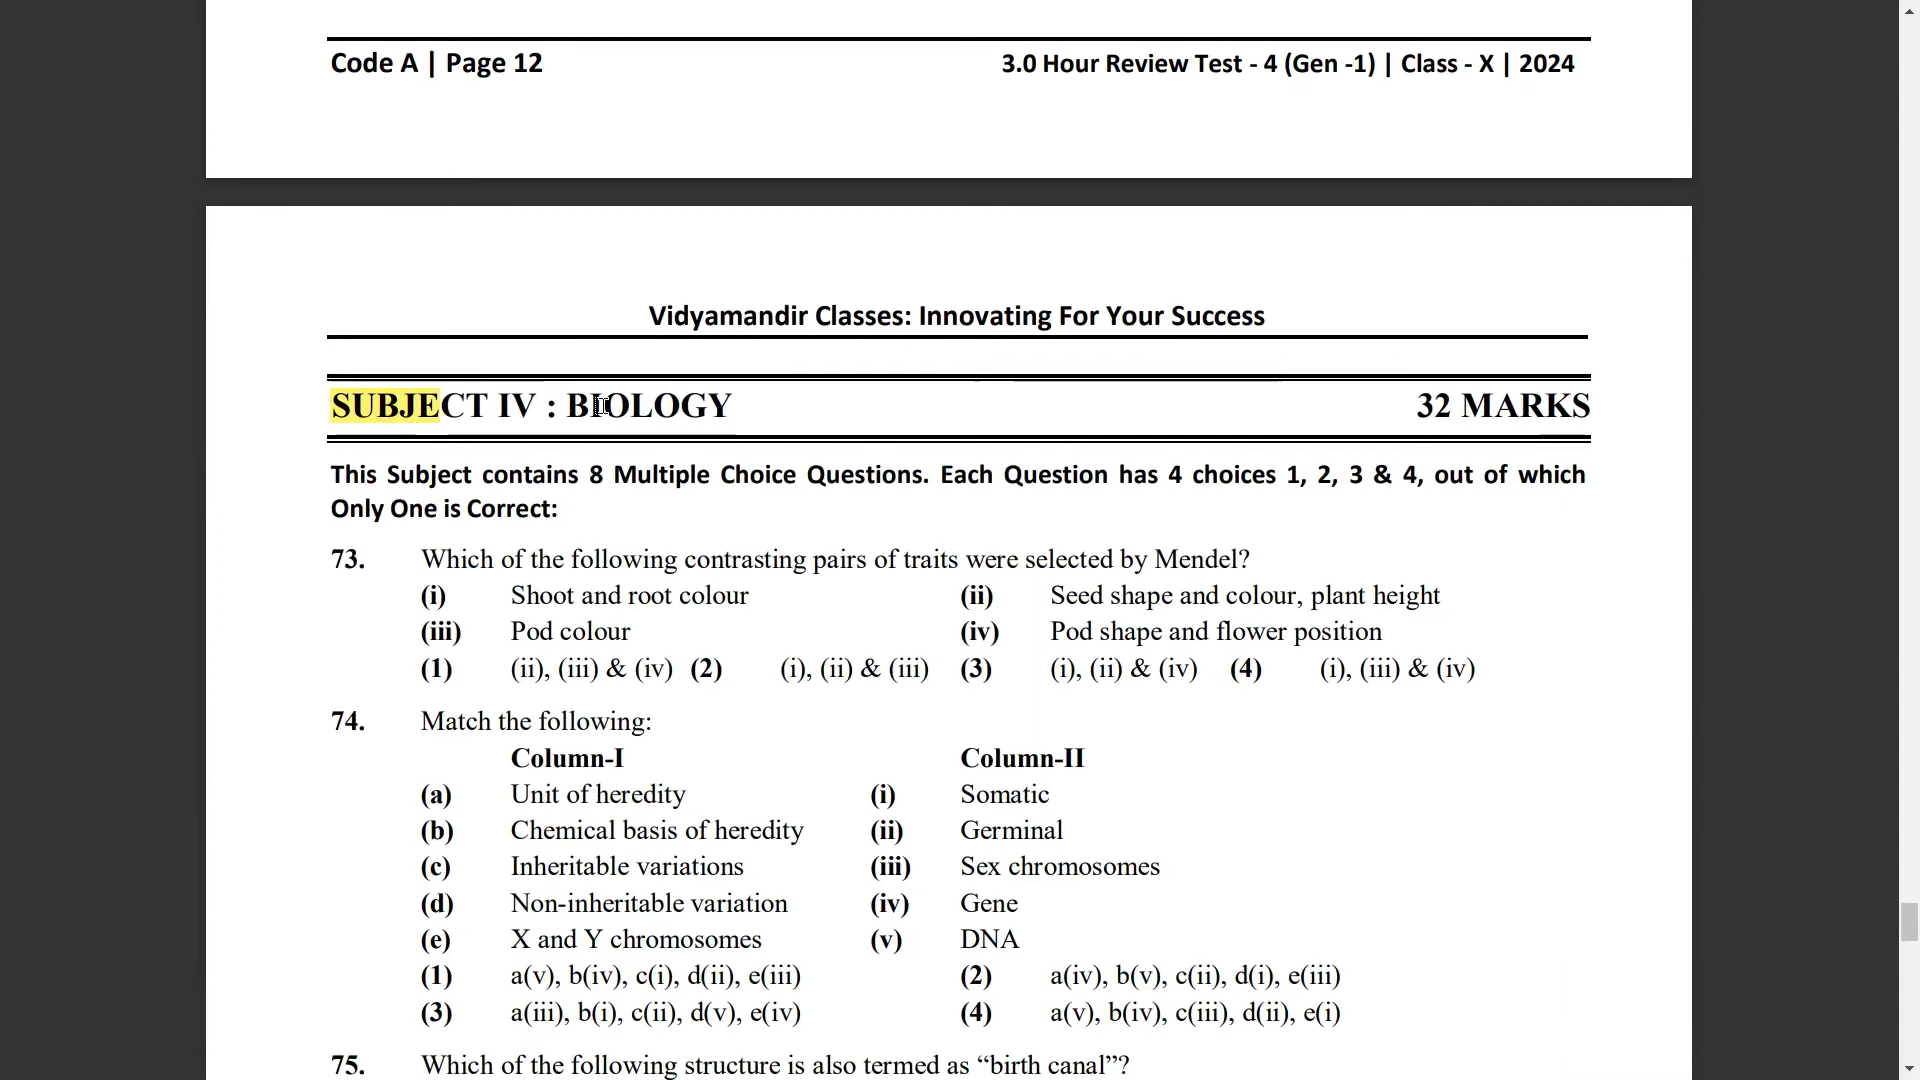 Code A | Page 12 3.0 Hour Review Test - 4 (Gen -1) | Class - X | 2024
Vidyamandir Classes: Innovating For Your Success
SUBJECT IV : BIOLOGY 32 MARKS
This Subject contains 8 Multiple Choice Questions. Each Question has 4 choices 1, 2, 3 & 4, out of which
Only One is Correct:
73. Which of the following contrasting pairs of traits were selected by Mendel?
(i) Shoot and root colour (ii) Seed shape and colour, plant height
(iii) Pod colour (iv) Pod shape and flower position
(1) (ii), (iii) & (iv) (2) (i), (ii) & (iii) (3) (i), (ii) & (iv) (4) (i), (iii) & (iv)
74. Match the following:
Column-I Column-II
(a) Unit of heredity (i) Somatic
(b) Chemical basis of heredity (ii) Germinal
(c) Inheritable variations (iii) Sex chromosomes
(d) Non-inheritable variation (iv) Gene
(e) X and Y chromosomes (v) DNA
(1) a(v), b(iv), c(i), d(ii), e(iii) (2) a(iv), b(v), c(ii), d(i), e(iii)
(3) a(iii), b(i), c(ii), d(v), e(iv) (4) a(v), b(iv), c(iii), d(ii), e(i)
75. Which of the following structure is also termed as “birth canal”?